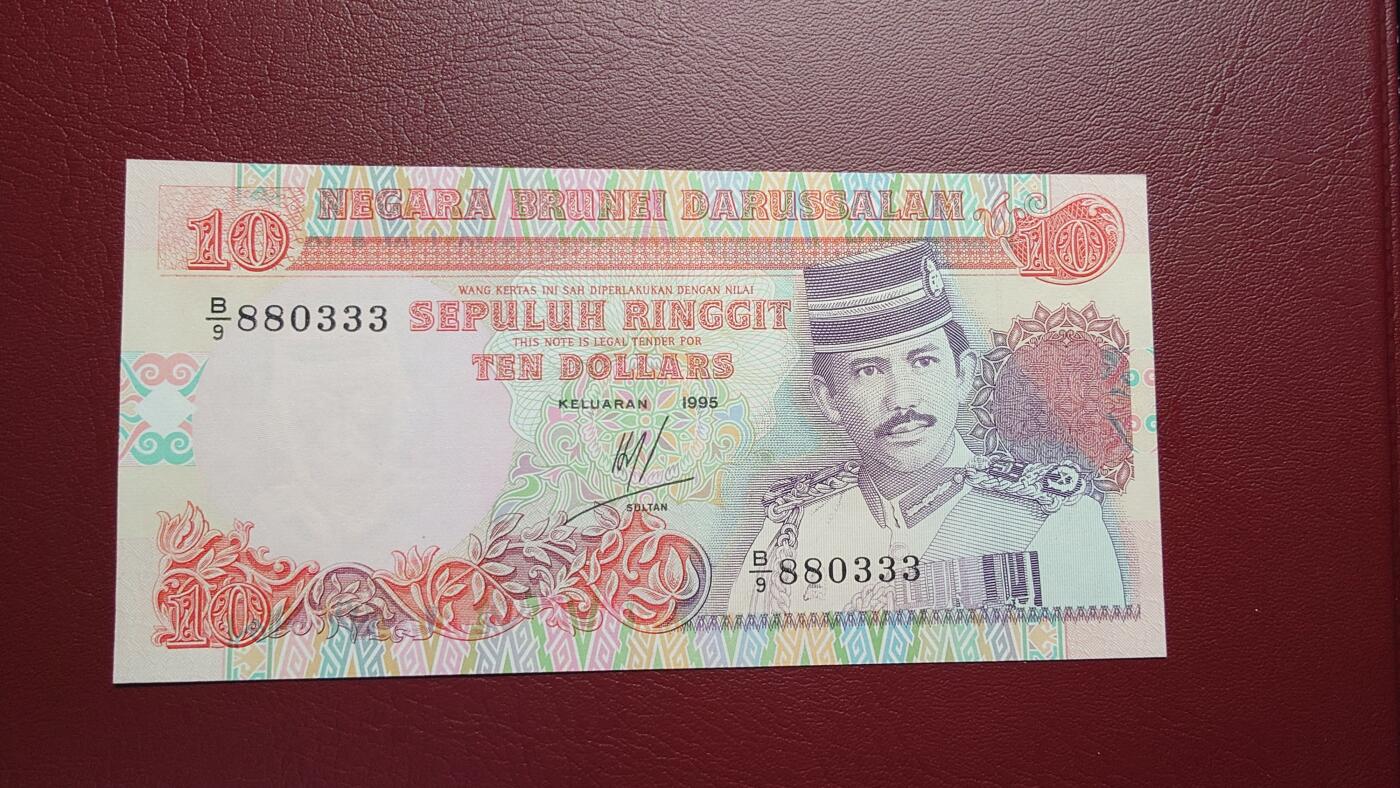 10 NEGARA BRUNEI DARUSSALAM 10
WANG KERTAS INI SAH DIPERLAKUKAN DENGAN NILAI
B/9 880333 SEPULUH RINGGIT
THIS NOTE IS LEGAL TENDER FOR
TEN DOLLARS
KELUARAN 1995
SULTAN
B/9 880333
10